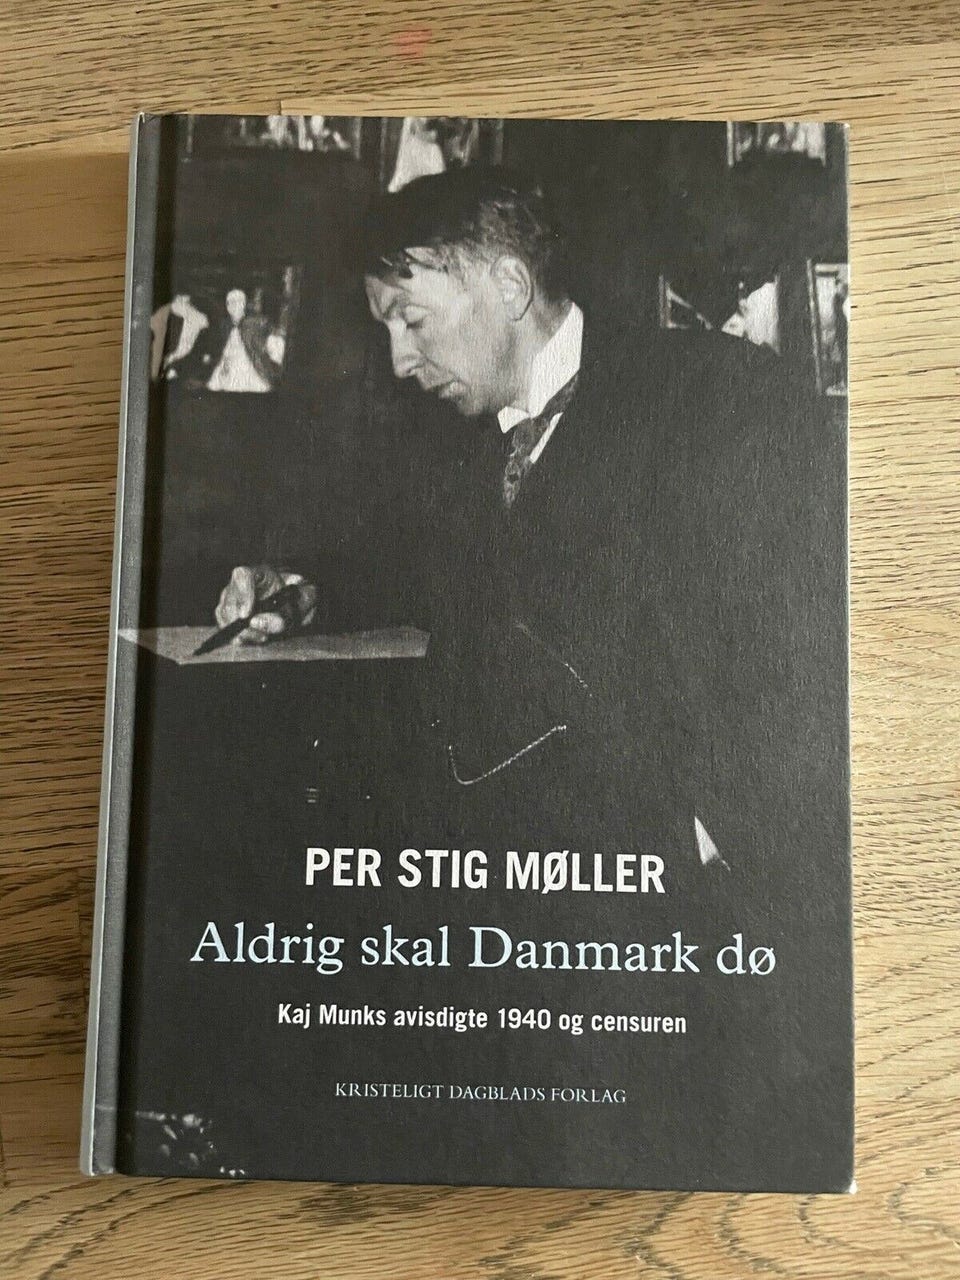 PER STIG MØLLER
Aldrig skal Danmark dø
Kaj Munks avisdigte 1940 og censuren
KRISTELIGT DAGBLADS FORLAG